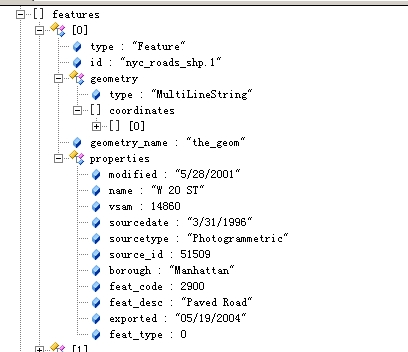 [] features
[0]
type : "Feature"
id : "nyc_roads_shp.1"
geometry
type : "MultiLineString"
[] coordinates
[] [0]
geometry_name : "the_geom"
properties
modified : "5/28/2001"
name : "W 20 ST"
vsam : 14860
sourcedate : "3/31/1996"
sourcetype : "Photogrammetric"
source_id : 51509
borough : "Manhattan"
feat_code : 2900
feat_desc : "Paved Road"
exported : "05/19/2004"
feat_type : 0
[1]